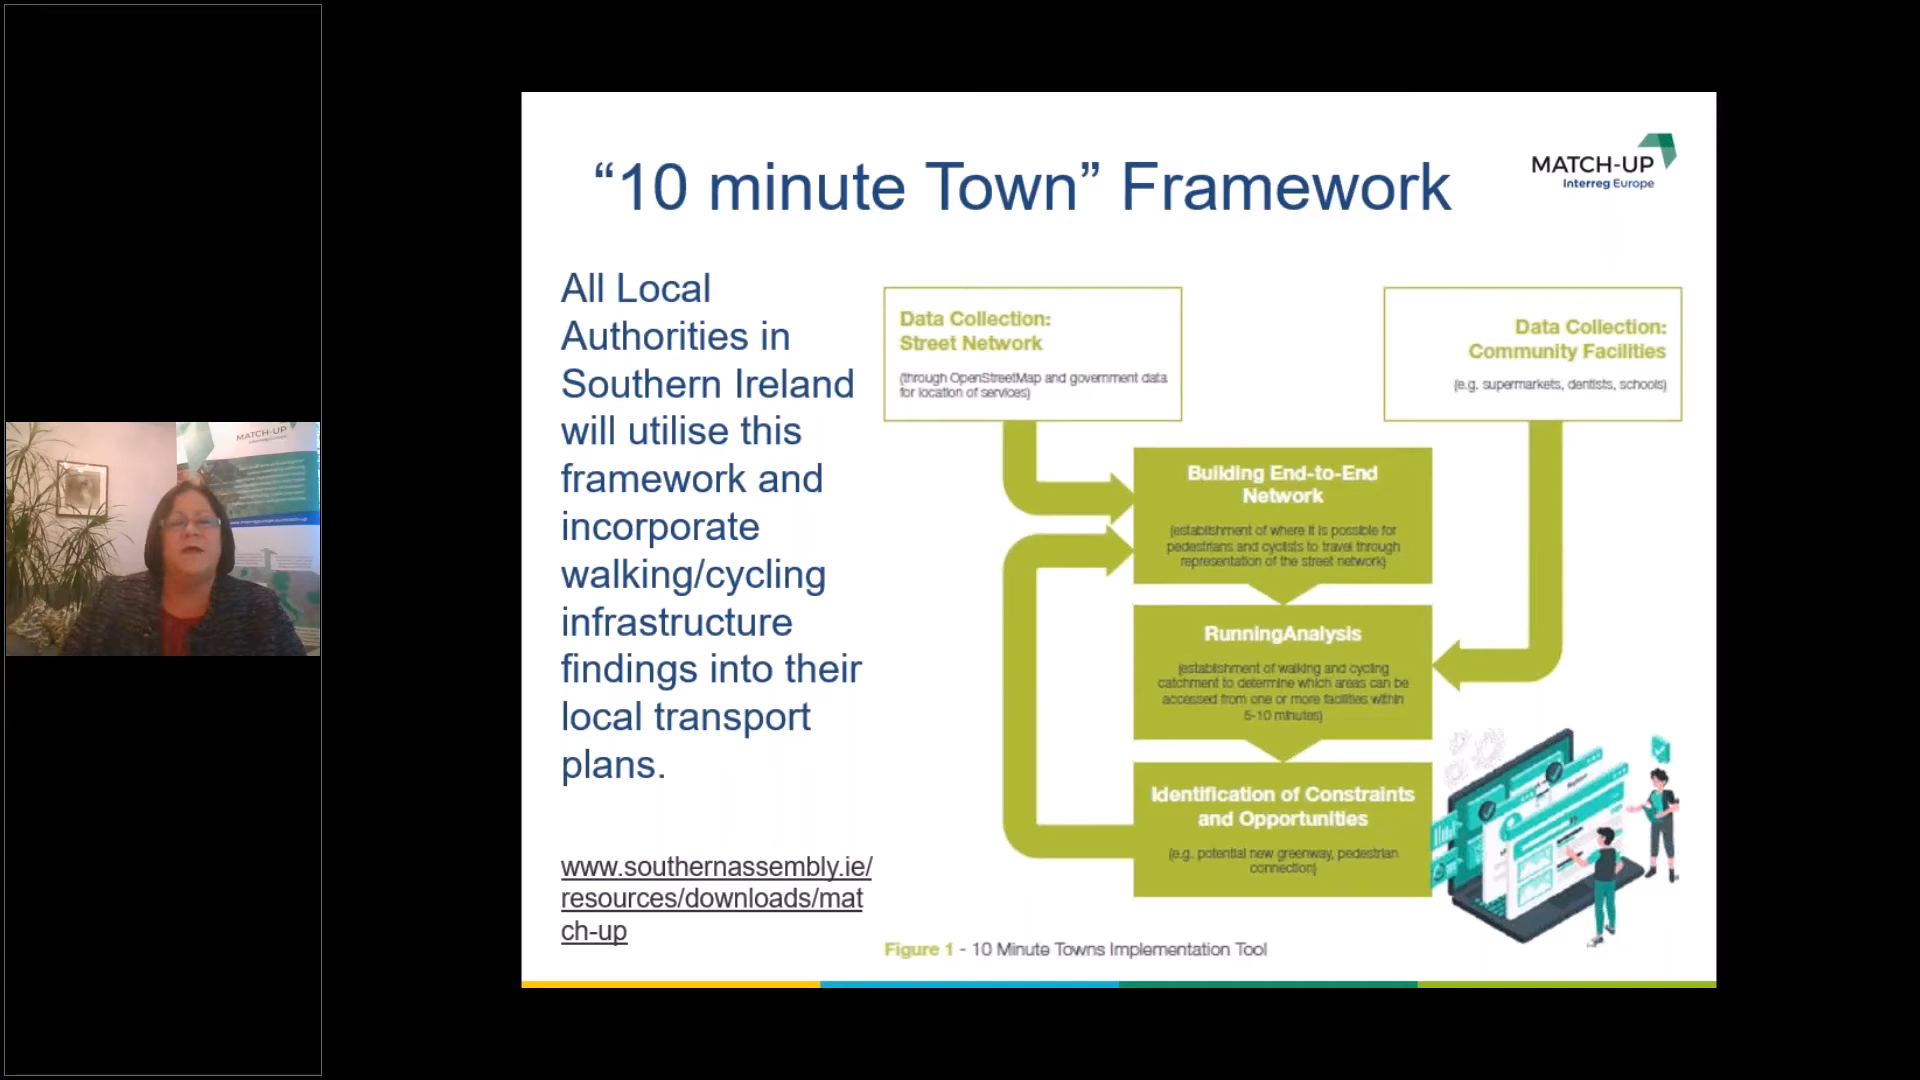 “10 minute Town” Framework
MATCH-UP
Interreg Europe
All Local
Authorities in
Southern Ireland
will utilise this
framework and
incorporate
walking/cycling
infrastructure
findings into their
local transport
plans.
www.southernassembly.ie/
resources/downloads/mat
ch-up
Data Collection:
Street Network
(through OpenStreetMap and government data
for location of services)
Data Collection:
Community Facilities
(e.g. supermarkets, dentists, schools)
Building End-to-End
Network
(establishment of where it is possible for
pedestrians and cyclists to travel through
representation of the street network)
RunningAnalysis
(establishment of walking and cycling
catchment to determine which areas can be
accessed from one or more facilities within
5-10 minutes)
Identification of Constraints
and Opportunities
(e.g. potential new greenway, pedestrian
connection)
Figure 1 - 10 Minute Towns Implementation Tool
MATCH-UP